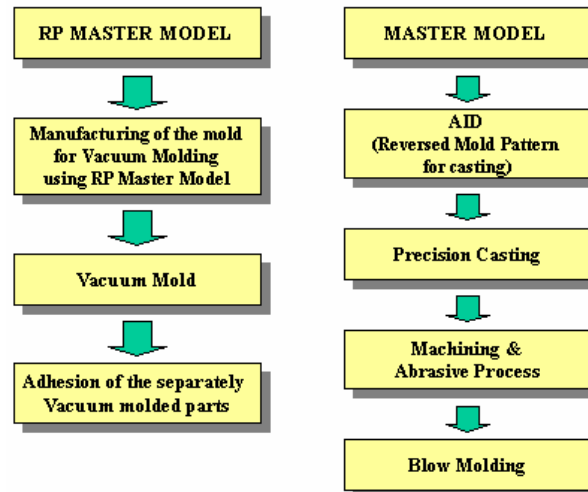 RP MASTER MODEL
Manufacturing of the mold
for Vacuum Molding
using RP Master Model
Vacuum Mold
Adhesion of the separately
Vacuum molded parts
MASTER MODEL
AID
(Reversed Mold Pattern
for casting)
Precision Casting
Machining &
Abrasive Process
Blow Molding